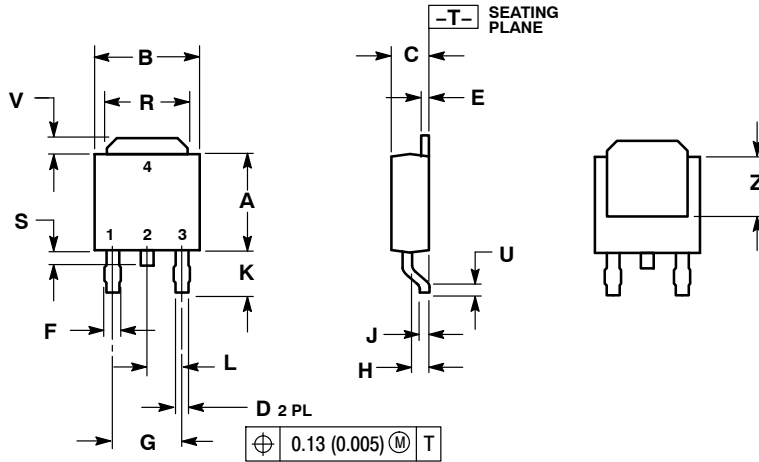 –T– SEATING
PLANE
C
B
V
R
E
4
Z
A
S
1 2 3
U
K
F
J
L
H
D 2 PL
G
⌖ 0.13 (0.005) Ⓜ T